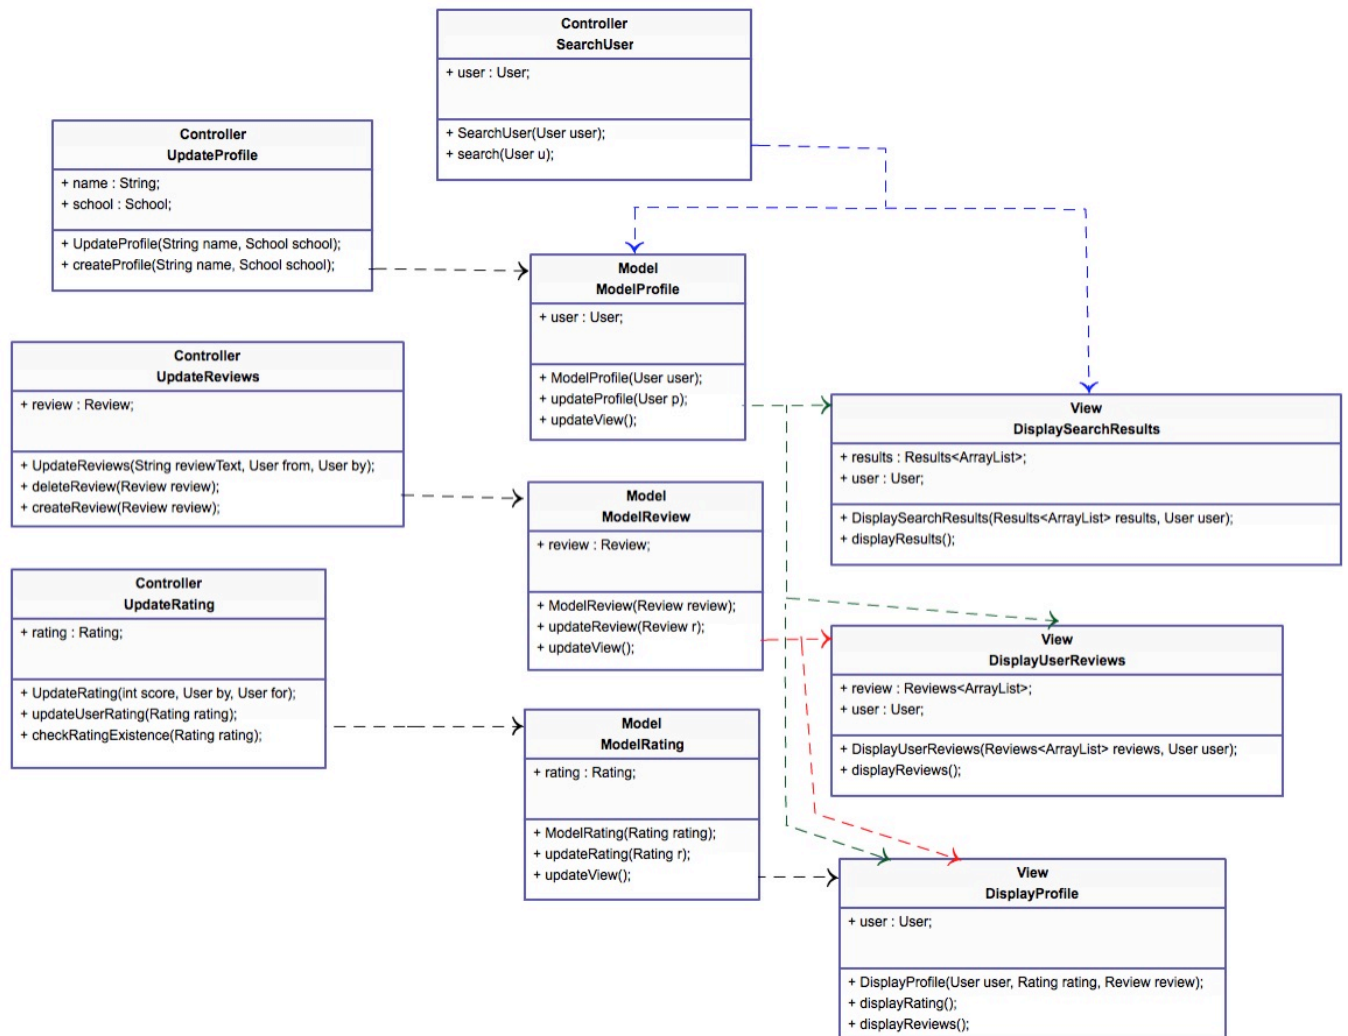 Controller
SearchUser
+ user : User;
+ SearchUser(User user);
+ search(User u);
Controller
UpdateProfile
+ name : String;
+ school : School;
+ UpdateProfile(String name, School school);
+ createProfile(String name, School school);
Model
ModelProfile
+ user : User;
+ ModelProfile(User user);
+ updateProfile(User p);
+ updateView();
Controller
UpdateReviews
+ review : Review;
+ UpdateReviews(String reviewText, User from, User by);
+ deleteReview(Review review);
+ createReview(Review review);
View
DisplaySearchResults
+ results : Results<ArrayList>;
+ user : User;
+ DisplaySearchResults(Results<ArrayList> results, User user);
+ displayResults();
Model
ModelReview
+ review : Review;
+ ModelReview(Review review);
+ updateReview(Review r);
+ updateView();
Controller
UpdateRating
+ rating : Rating;
+ UpdateRating(int score, User by, User for);
+ updateUserRating(Rating rating);
+ checkRatingExistence(Rating rating);
View
DisplayUserReviews
+ review : Reviews<ArrayList>;
+ user : User;
+ DisplayUserReviews(Reviews<ArrayList> reviews, User user);
+ displayReviews();
Model
ModelRating
+ rating : Rating;
+ ModelRating(Rating rating);
+ updateRating(Rating r);
+ updateView();
View
DisplayProfile
+ user : User;
+ DisplayProfile(User user, Rating rating, Review review);
+ displayRating();
+ displayReviews();